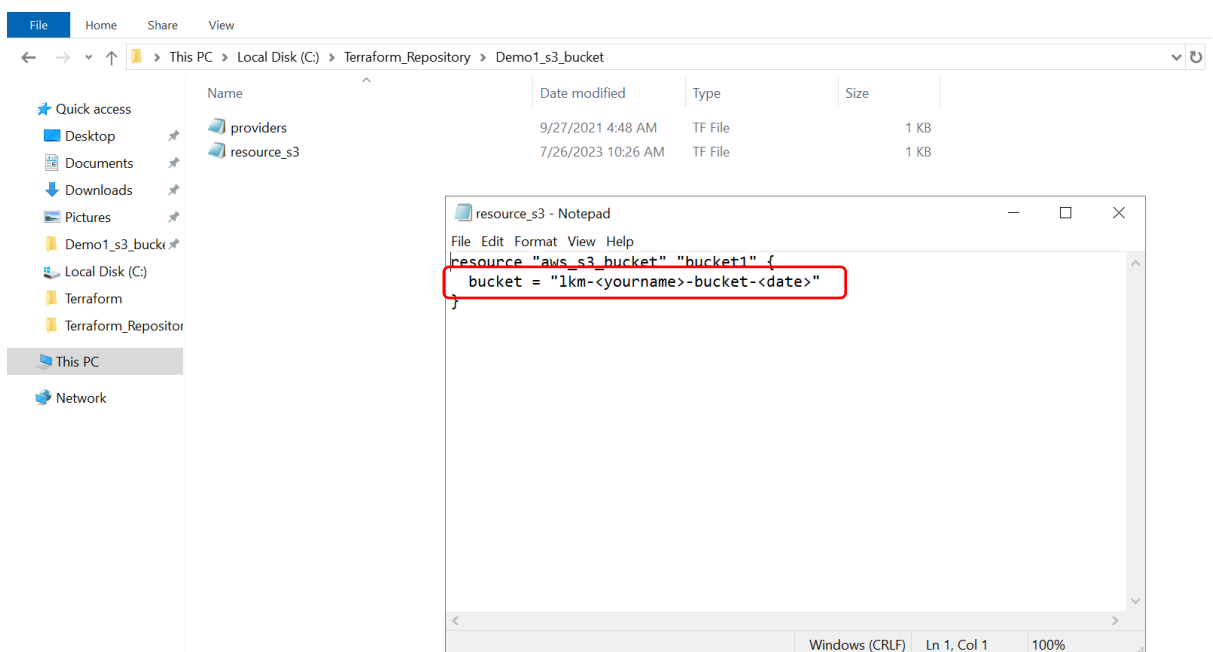 File Home Share View
This PC > Local Disk (C:) > Terraform_Repository > Demo1_s3_bucket
Name Date modified Type Size
Quick access
Desktop
Documents
Downloads
Pictures
Demo1_s3_bucke
Local Disk (C:)
Terraform
Terraform_Repositor
This PC
Network
providers 9/27/2021 4:48 AM TF File 1 KB
resource_s3 7/26/2023 10:26 AM TF File 1 KB
resource_s3 - Notepad
File Edit Format View Help
resource "aws_s3_bucket" "bucket1" {
bucket = "lkm-<yourname>-bucket-<date>"
}
Windows (CRLF) Ln 1, Col 1 100%